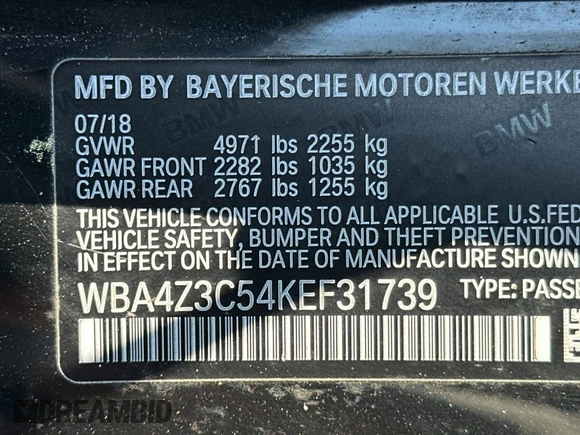 MFD BY BAYERISCHE MOTOREN WERKE
07/18
GVWR 4971 lbs 2255 kg
GAWR FRONT 2282 lbs 1035 kg
GAWR REAR 2767 lbs 1255 kg
THIS VEHICLE CONFORMS TO ALL APPLICABLE U.S.FED
VEHICLE SAFETY, BUMPER AND THEFT PREVENTION
IN EFFECT ON THE DATE OF MANUFACTURE SHOWN
WBA4Z3C54KEF31739 TYPE: PASSE
BMW
BMW
DREAMBID